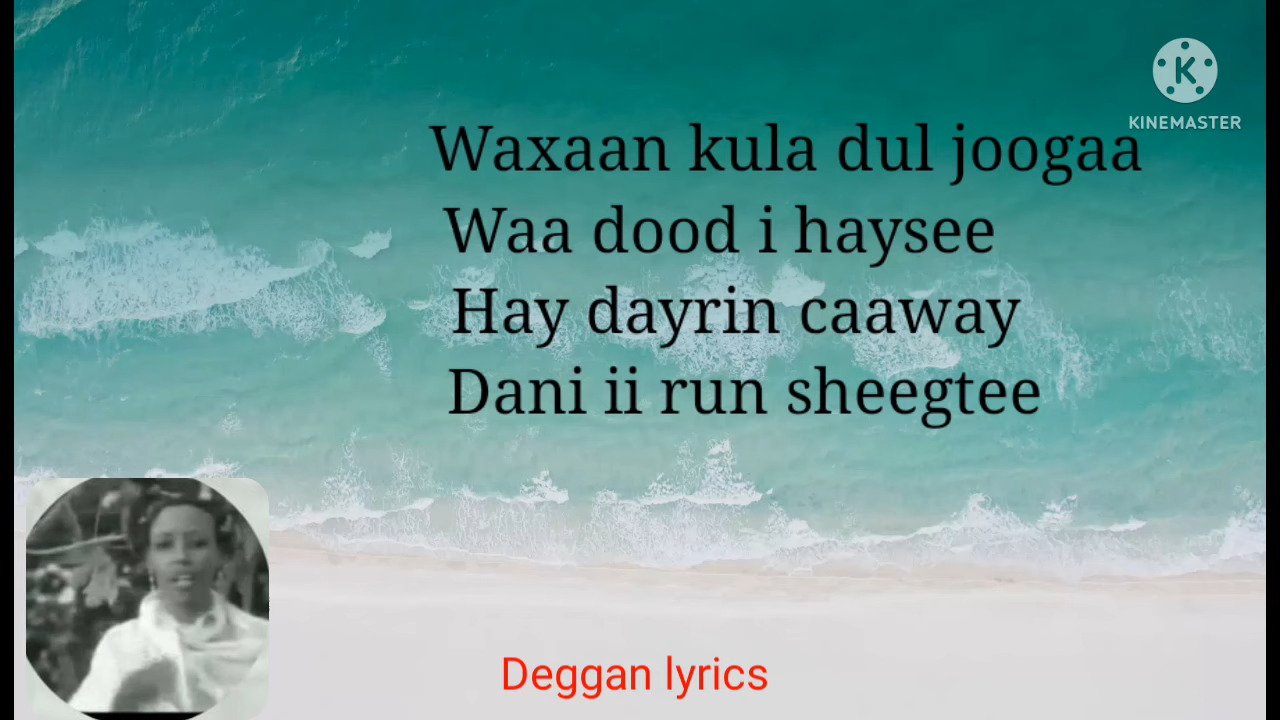 K
KINEMASTER
Waxaan kula dul joogaa
Waa dood i haysee
Hay dayrin caaway
Dani ii run sheegtee
Deggan lyrics